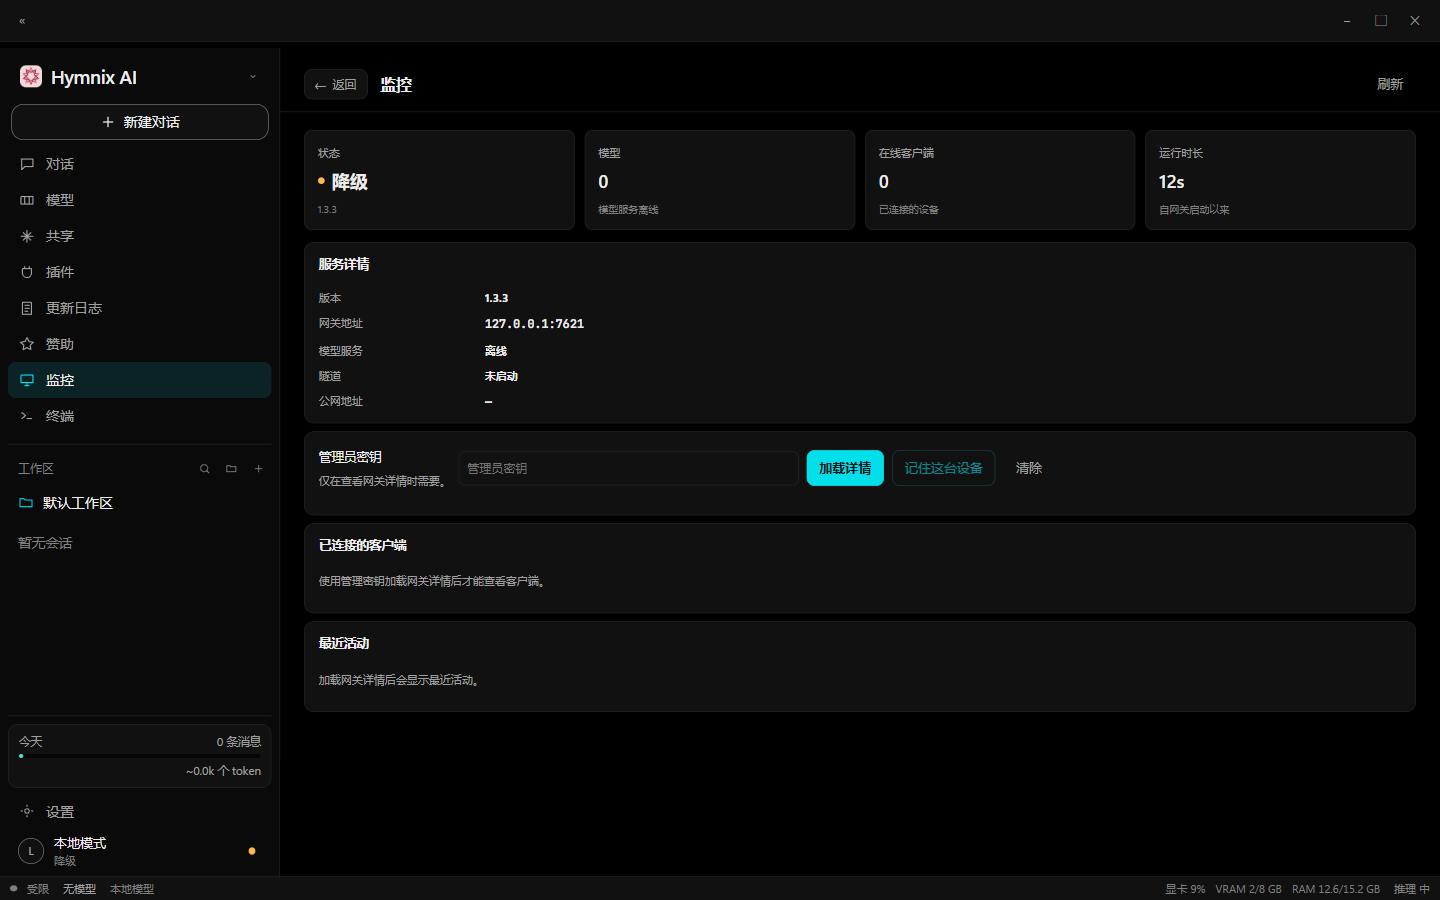 «
Hymnix AI
+ 新建对话
对话
模型
共享
插件
更新日志
赞助
监控
终端
工作区
默认工作区
暂无会话
今天 0 条消息
~0.0k 个 token
设置
L 本地模式
降级
← 返回 监控 刷新
状态
降级
1.3.3
模型
0
模型服务离线
在线客户端
0
已连接的设备
运行时长
12s
自网关启动以来
服务详情
版本 1.3.3
网关地址 127.0.0.1:7621
模型服务 离线
隧道 未启动
公网地址 —
管理员密钥
仅在查看网关详情时需要。
管理员密钥 加载详情 记住这台设备 清除
已连接的客户端
使用管理密钥加载网关详情后才能查看客户端。
最近活动
加载网关详情后会显示最近活动。
受限 无模型 本地模型 显卡 9% VRAM 2/8 GB RAM 12.6/15.2 GB 推理 中